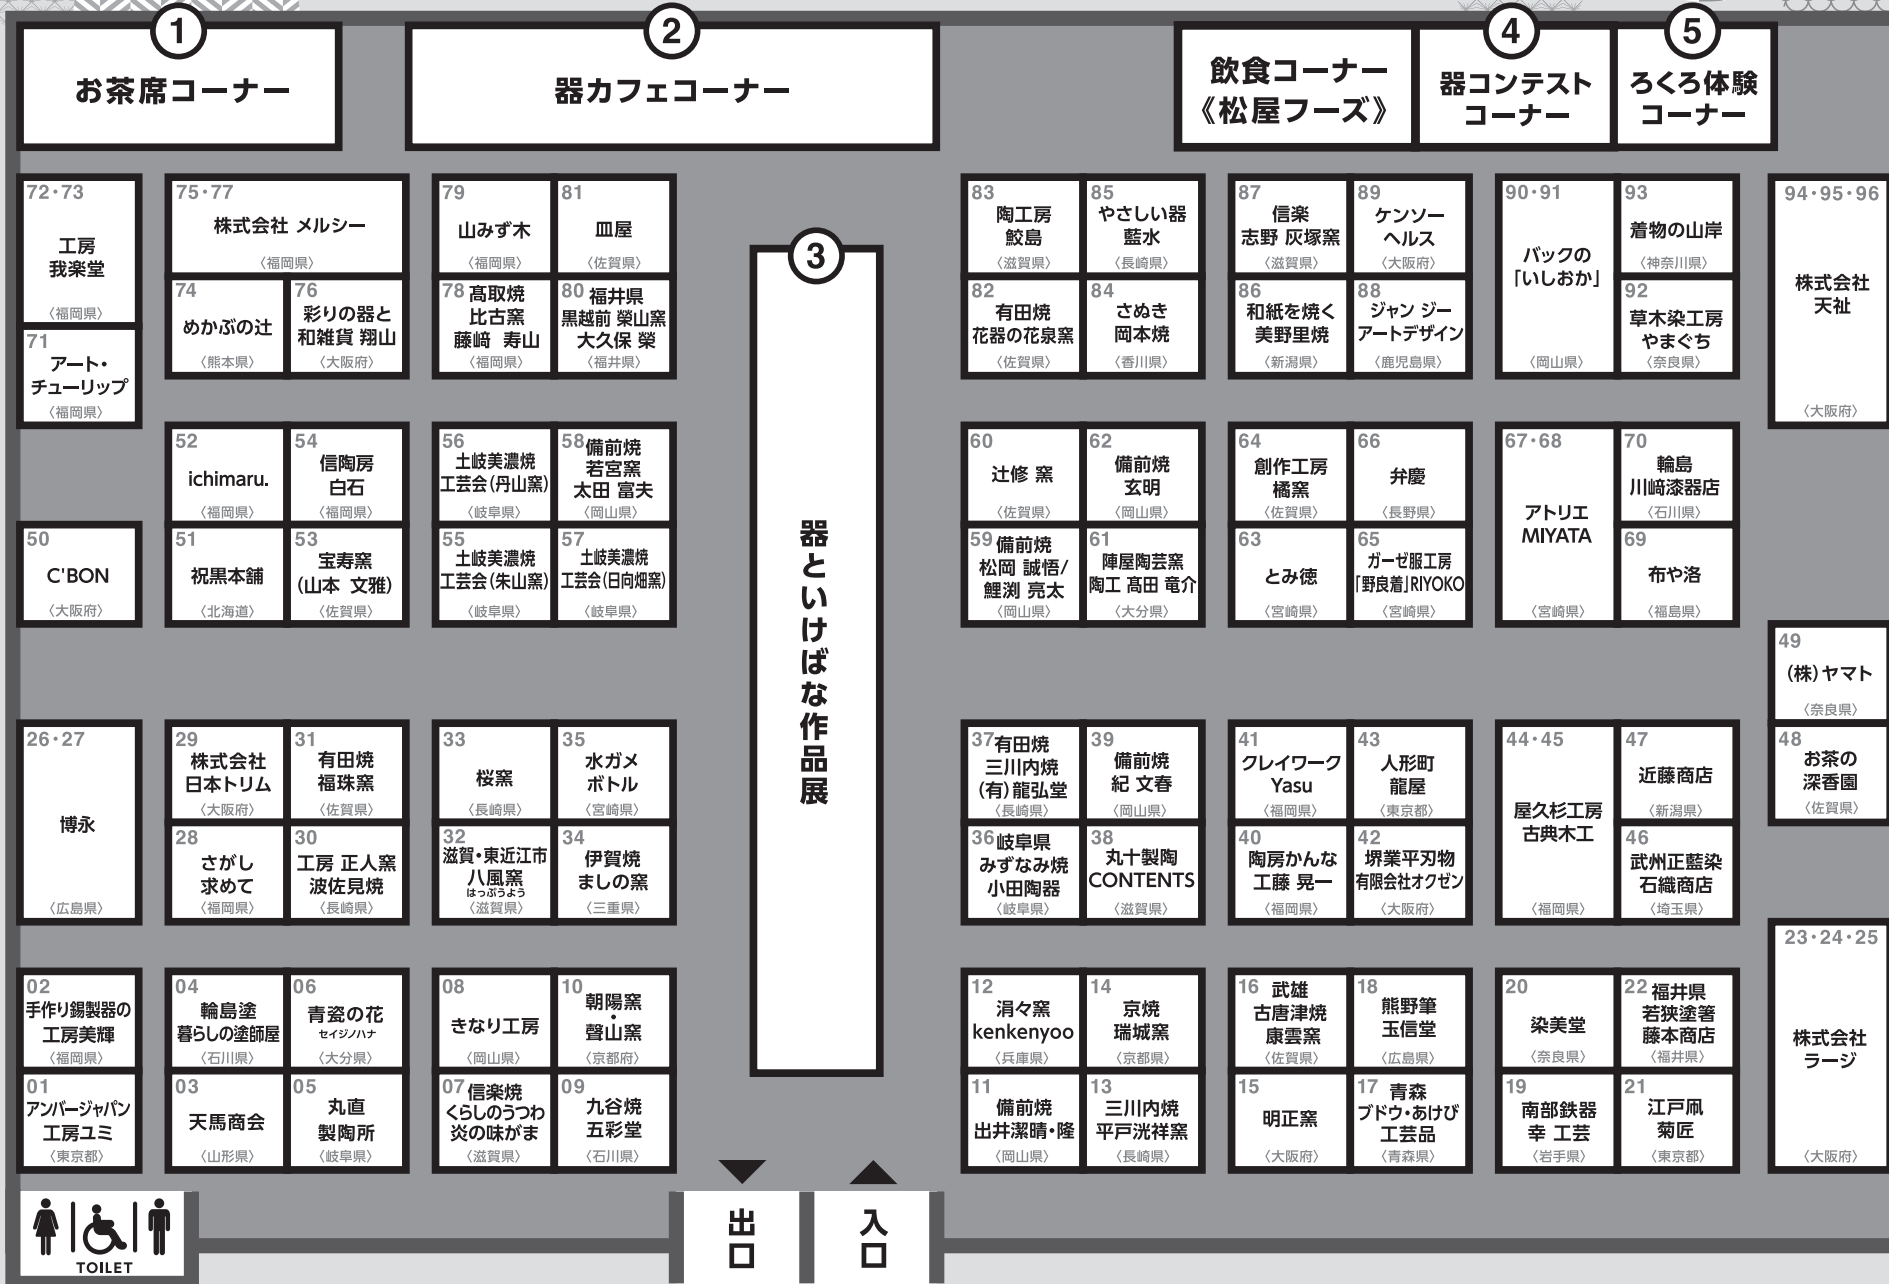 1
お茶席コーナー
2
器カフェコーナー
飲食コーナー
《松屋フーズ》
4
器コンテスト
コーナー
5
ろくろ体験
コーナー
72・73
工房
我楽堂
〈福岡県〉
71
アート・
チューリップ
〈福岡県〉
75・77
株式会社 メルシー
〈福岡県〉
74
めかぶの辻
〈熊本県〉
76
彩りの器と
和雑貨 翔山
〈大阪府〉
79
山みず木
〈福岡県〉
81
皿屋
〈佐賀県〉
78
髙取焼
比古窯
藤﨑 寿山
〈福岡県〉
80
福井県
黒越前 榮山窯
大久保 榮
〈福井県〉
3
器といけばな作品展
83
陶工房
鮫島
〈滋賀県〉
85
やさしい器
藍水
〈長崎県〉
82
有田焼
花器の花泉窯
〈佐賀県〉
84
さぬき
岡本焼
〈香川県〉
87
信楽
志野 灰塚窯
〈滋賀県〉
89
ケンソー
ヘルス
〈大阪府〉
86
和紙を焼く
美野里焼
〈新潟県〉
88
ジャン ジー
アートデザイン
〈鹿児島県〉
90・91
バックの
「いしおか」
〈岡山県〉
93
着物の山岸
〈神奈川県〉
92
草木染工房
やまぐち
〈奈良県〉
94・95・96
株式会社
天祉
〈大阪府〉
50
C'BON
〈大阪府〉
52
ichimaru.
〈福岡県〉
54
信陶房
白石
〈福岡県〉
51
祝黒本舗
〈北海道〉
53
宝寿窯
(山本 文雅)
〈佐賀県〉
56
土岐美濃焼
工芸会(丹山窯)
〈岐阜県〉
58
備前焼
若宮窯
太田 富夫
〈岡山県〉
55
土岐美濃焼
工芸会(朱山窯)
〈岐阜県〉
57
土岐美濃焼
工芸会(日向畑窯)
〈岐阜県〉
60
辻修 窯
〈佐賀県〉
62
備前焼
玄明
〈岡山県〉
59
備前焼
松岡 誠悟/
鯉渕 亮太
〈岡山県〉
61
陣屋陶芸窯
陶工 髙田 竜介
〈大分県〉
64
創作工房
橘窯
〈佐賀県〉
66
弁慶
〈長野県〉
63
とみ徳
〈宮崎県〉
65
ガーゼ服工房
「野良着」RIYOKO
〈宮崎県〉
67・68
アトリエ
MIYATA
〈宮崎県〉
70
輪島
川﨑漆器店
〈石川県〉
69
布や洛
〈福島県〉
49
(株)ヤマト
〈奈良県〉
48
お茶の
深香園
〈佐賀県〉
26・27
博永
〈広島県〉
29
株式会社
日本トリム
〈大阪府〉
31
有田焼
福珠窯
〈佐賀県〉
28
さがし
求めて
〈福岡県〉
30
工房 正人窯
波佐見焼
〈長崎県〉
33
桜窯
〈長崎県〉
35
水ガメ
ボトル
〈宮崎県〉
32
滋賀・東近江市
八風窯
はっぷうよう
〈滋賀県〉
34
伊賀焼
ましの窯
〈三重県〉
37
有田焼
三川内焼
(有)龍弘堂
〈長崎県〉
39
備前焼
紀 文春
〈岡山県〉
36
岐阜県
みずなみ焼
小田陶器
〈岐阜県〉
38
丸十製陶
CONTENTS
〈滋賀県〉
41
クレイワーク
Yasu
〈福岡県〉
43
人形町
龍屋
〈東京都〉
40
陶房かんな
工藤 晃一
〈福岡県〉
42
堺業平刃物
有限会社オクゼン
〈大阪府〉
44・45
屋久杉工房
古典木工
〈福岡県〉
47
近藤商店
〈新潟県〉
46
武州正藍染
石織商店
〈埼玉県〉
23・24・25
株式会社
ラージ
〈大阪府〉
02
手作り錫製器の
工房美輝
〈福岡県〉
01
アンバージャパン
工房ユミ
〈東京都〉
04
輪島塗
暮らしの塗師屋
〈石川県〉
06
青瓷の花
セイジノハナ
〈大分県〉
03
天馬商会
〈山形県〉
05
丸直
製陶所
〈岐阜県〉
08
きなり工房
〈岡山県〉
10
朝陽窯
・
聲山窯
〈京都府〉
07
信楽焼
くらしのうつわ
炎の味がま
〈滋賀県〉
09
九谷焼
五彩堂
〈石川県〉
12
涓々窯
kenkenyoo
〈兵庫県〉
14
京焼
瑞城窯
〈京都県〉
11
備前焼
出井潔晴・隆
〈岡山県〉
13
三川内焼
平戸洸祥窯
〈長崎県〉
16
武雄
古唐津焼
康雲窯
〈佐賀県〉
18
熊野筆
玉信堂
〈広島県〉
15
明正窯
〈大阪府〉
17
青森
ブドウ・あけび
工芸品
〈青森県〉
20
染美堂
〈奈良県〉
22
福井県
若狭塗箸
藤本商店
〈福井県〉
19
南部鉄器
幸 工芸
〈岩手県〉
21
江戸凧
菊匠
〈東京都〉
TOILET
出口
入口